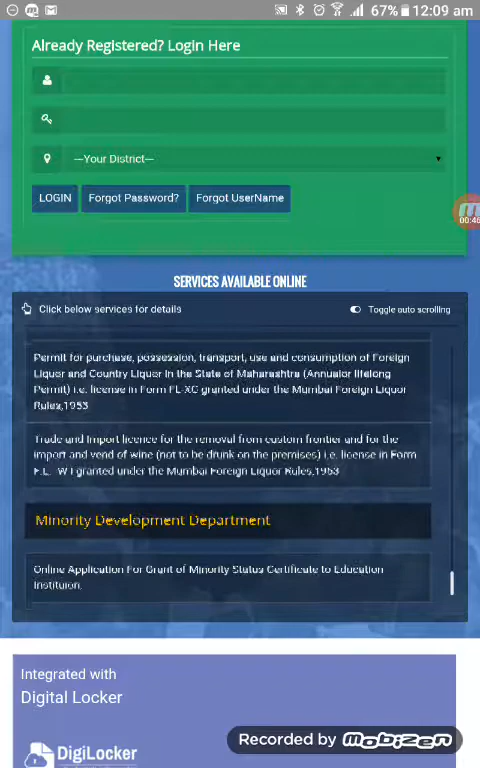 67% 12:09 am
Already Registered? Login Here
---Your District---
LOGIN Forgot Password? Forgot UserName
00:46
SERVICES AVAILABLE ONLINE
Click below services for details Toggle auto scrolling
Permit for purchase, possession, transport, use and consumption of Foreign
Liquor and Country Liquor in the State of Maharashtra (Annualor lifelong
Permit) i.e. license in Form FL-XC granted under the Mumbai Foreign Liquor
Rules,1953
Trade and Import licence for the removal from custom frontier and for the
import and vend of wine (not to be drunk on the premises) i.e. license in Form
F.L. W I granted under the Mumbai Foreign Liquor Rules,1953
Minority Development Department
Online Application For Grant of Minority Status Certificate to Education
Instituion.
Integrated with
Digital Locker
DigiLocker
Recorded by mobizen